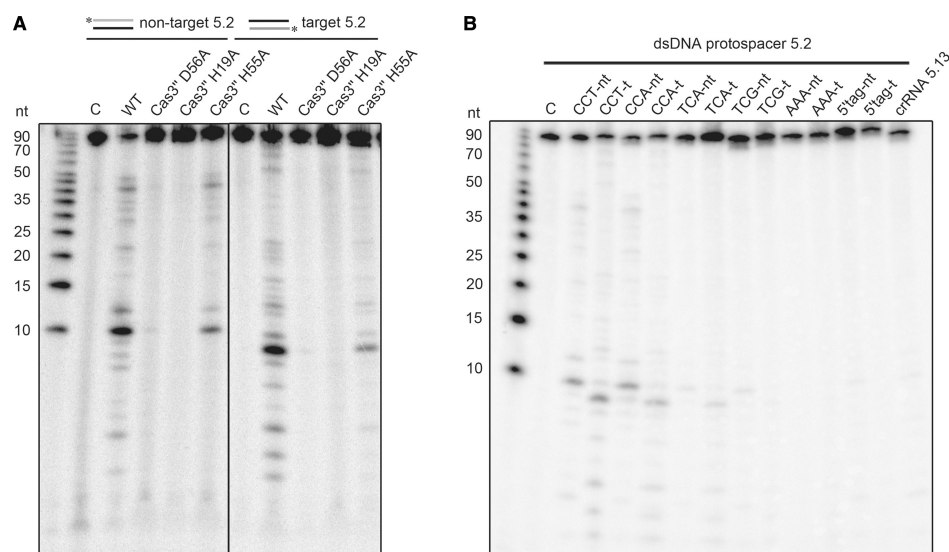 A
* non-target 5.2
target 5.2 *
nt
C
WT
Cas3" D56A
Cas3" H19A
Cas3" H55A
C
WT
Cas3" D56A
Cas3" H19A
Cas3" H55A
90
70
50
35
25
20
15
10
B
dsDNA protospacer 5.2
nt
C
CCT-nt
CCT-t
CCA-nt
CCA-t
TCA-nt
TCA-t
TCG-nt
TCG-t
AAA-nt
AAA-t
5'tag-nt
5'tag-t
crRNA 5.13
90
70
50
35
25
20
15
10